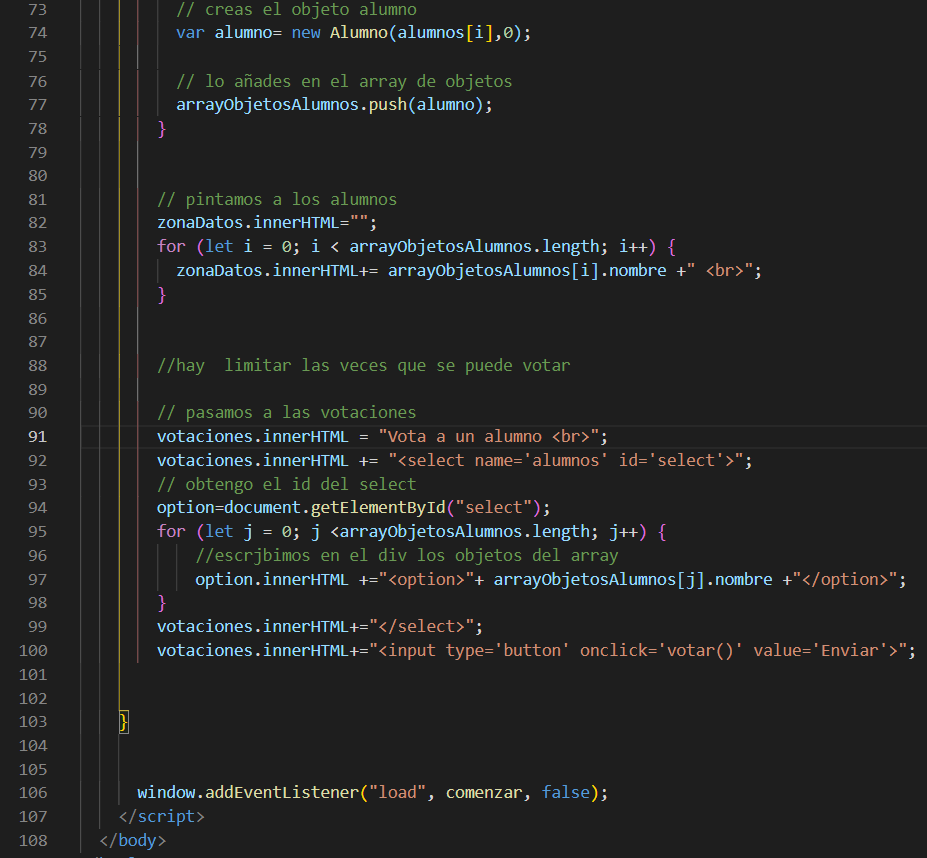 73 // creas el objeto alumno
74 var alumno= new Alumno(alumnos[i],0);
75
76 // lo añades en el array de objetos
77 arrayObjetosAlumnos.push(alumno);
78 }
79
80
81 // pintamos a los alumnos
82 zonaDatos.innerHTML="";
83 for (let i = 0; i < arrayObjetosAlumnos.length; i++) {
84 zonaDatos.innerHTML+= arrayObjetosAlumnos[i].nombre +" <br>";
85 }
86
87
88 //hay  limitar las veces que se puede votar
89
90 // pasamos a las votaciones
91 votaciones.innerHTML = "Vota a un alumno <br>";
92 votaciones.innerHTML += "<select name='alumnos' id='select'>";
93 // obtengo el id del select
94 option=document.getElementById("select");
95 for (let j = 0; j <arrayObjetosAlumnos.length; j++) {
96 //escrjbimos en el div los objetos del array
97 option.innerHTML +="<option>"+ arrayObjetosAlumnos[j].nombre +"</option>";
98 }
99 votaciones.innerHTML+="</select>";
100 votaciones.innerHTML+="<input type='button' onclick='votar()' value='Enviar'>";
101
102
103 }
104
105
106 window.addEventListener("load", comenzar, false);
107 </script>
108 </body>